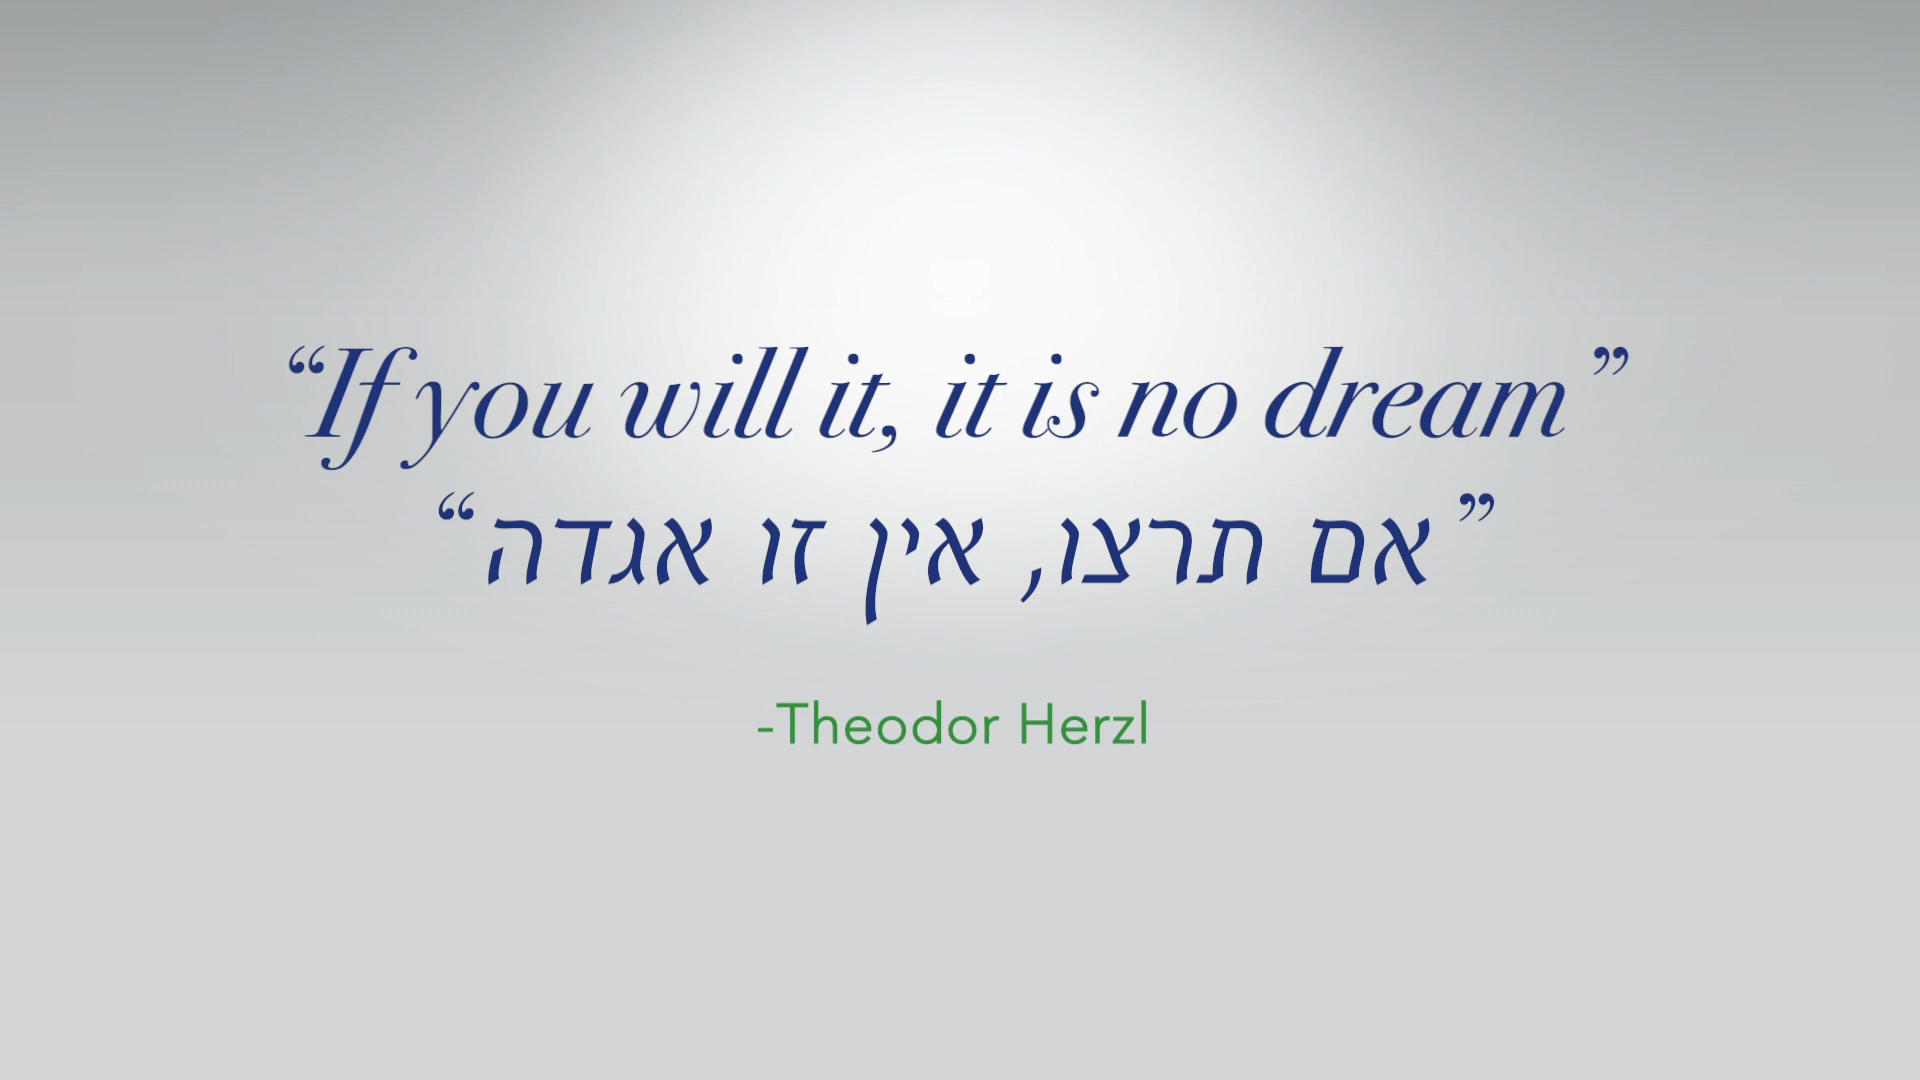 “If you will it, it is no dream”
“אם תרצו, אין זו אגדה”
-Theodor Herzl